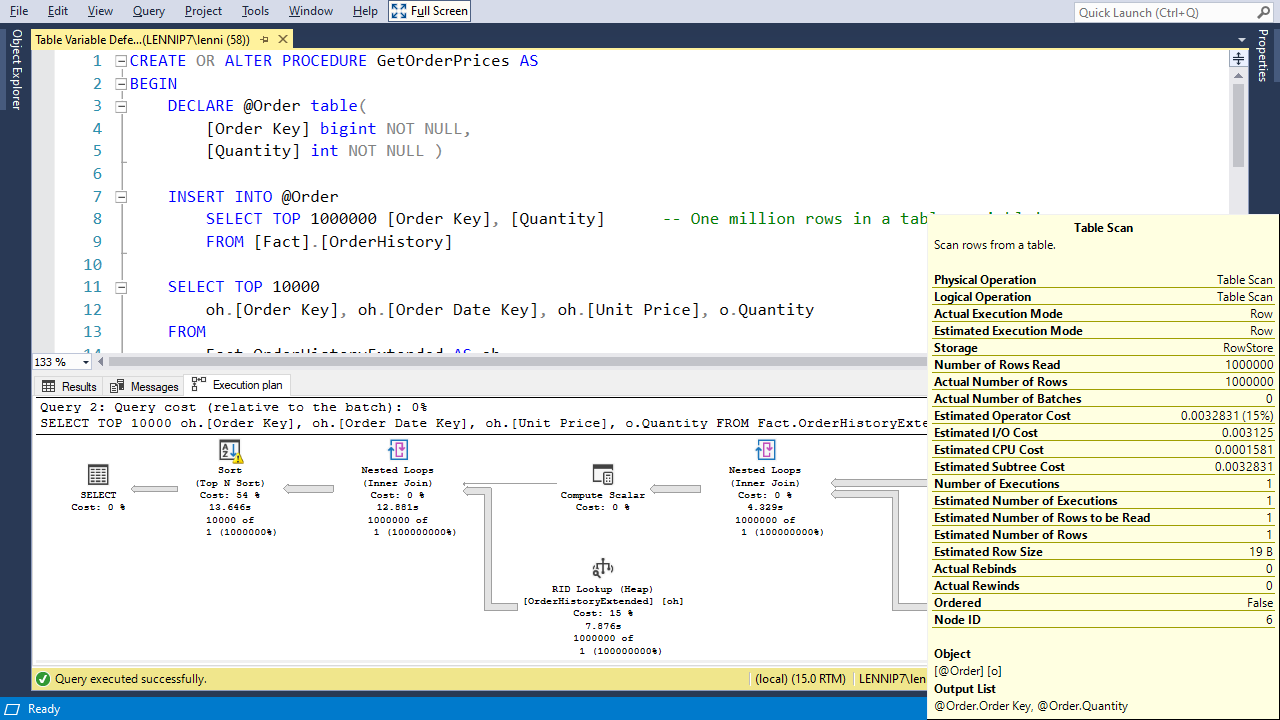 File Edit View Query Project Tools Window Help Full Screen
Quick Launch (Ctrl+Q)
Object Explorer
Properties
Table Variable Defe...(LENNIP7\lenni (58))
1 CREATE OR ALTER PROCEDURE GetOrderPrices AS
2 BEGIN
3 DECLARE @Order table(
4 [Order Key] bigint NOT NULL,
5 [Quantity] int NOT NULL )
6
7 INSERT INTO @Order
8 SELECT TOP 1000000 [Order Key], [Quantity] -- One million rows in a table
9 FROM [Fact].[OrderHistory]
10
11 SELECT TOP 10000
12 oh.[Order Key], oh.[Order Date Key], oh.[Unit Price], o.Quantity
13 FROM
14 Fact.OrderHistoryExtended AS oh
133 %
Results Messages Execution plan
Query 2: Query cost (relative to the batch): 0%
SELECT TOP 10000 oh.[Order Key], oh.[Order Date Key], oh.[Unit Price], o.Quantity FROM Fact.OrderHistoryExte
SELECT
Cost: 0 %
Sort
(Top N Sort)
Cost: 54 %
13.646s
10000 of
1 (1000000%)
Nested Loops
(Inner Join)
Cost: 0 %
12.881s
1000000 of
1 (100000000%)
Compute Scalar
Cost: 0 %
Nested Loops
(Inner Join)
Cost: 0 %
4.329s
1000000 of
1 (100000000%)
RID Lookup (Heap)
[OrderHistoryExtended] [oh]
Cost: 15 %
7.876s
1000000 of
1 (100000000%)
Table Scan
Scan rows from a table.
Physical Operation Table Scan
Logical Operation Table Scan
Actual Execution Mode Row
Estimated Execution Mode Row
Storage RowStore
Number of Rows Read 1000000
Actual Number of Rows 1000000
Actual Number of Batches 0
Estimated Operator Cost 0.0032831 (15%)
Estimated I/O Cost 0.003125
Estimated CPU Cost 0.0001581
Estimated Subtree Cost 0.0032831
Number of Executions 1
Estimated Number of Executions 1
Estimated Number of Rows to be Read 1
Estimated Number of Rows 1
Estimated Row Size 19 B
Actual Rebinds 0
Actual Rewinds 0
Ordered False
Node ID 6
Object
[@Order] [o]
Output List
@Order.Order Key, @Order.Quantity
Query executed successfully. (local) (15.0 RTM) LENNIP7\len
Ready